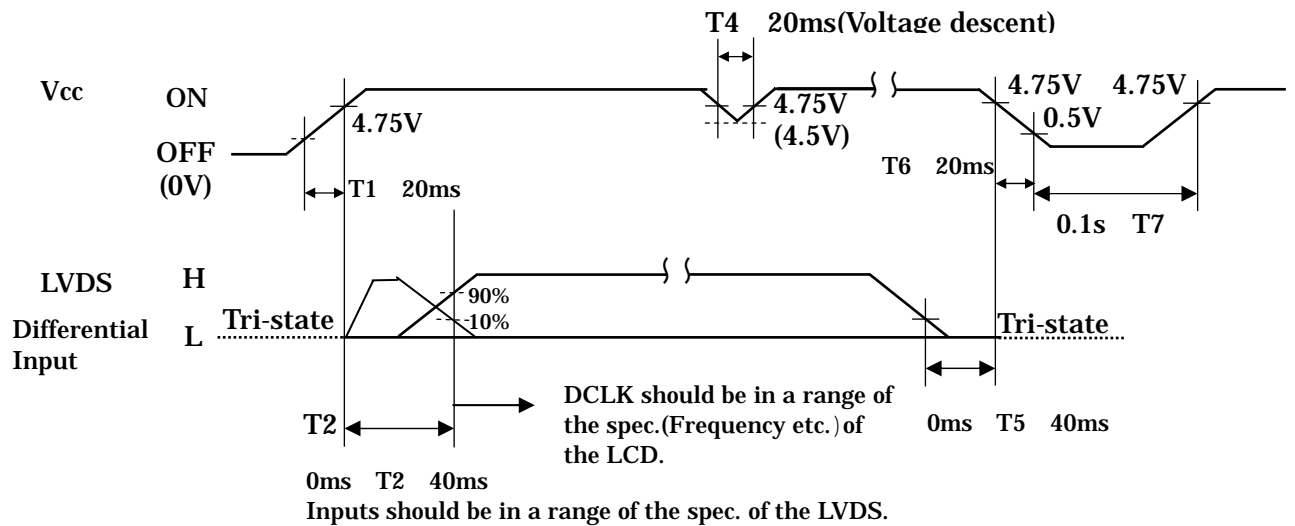 T4 20ms(Voltage descent)
Vcc
ON
4.75V
4.75V
(4.5V)
4.75V
4.75V
0.5V
OFF
(0V)
T1 20ms
T6 20ms
0.1s T7
LVDS
Differential
Input
H
L
Tri-state
90%
10%
Tri-state
T2
DCLK should be in a range of
the spec.(Frequency etc.)of
the LCD.
0ms T5 40ms
0ms T2 40ms
Inputs should be in a range of the spec. of the LVDS.